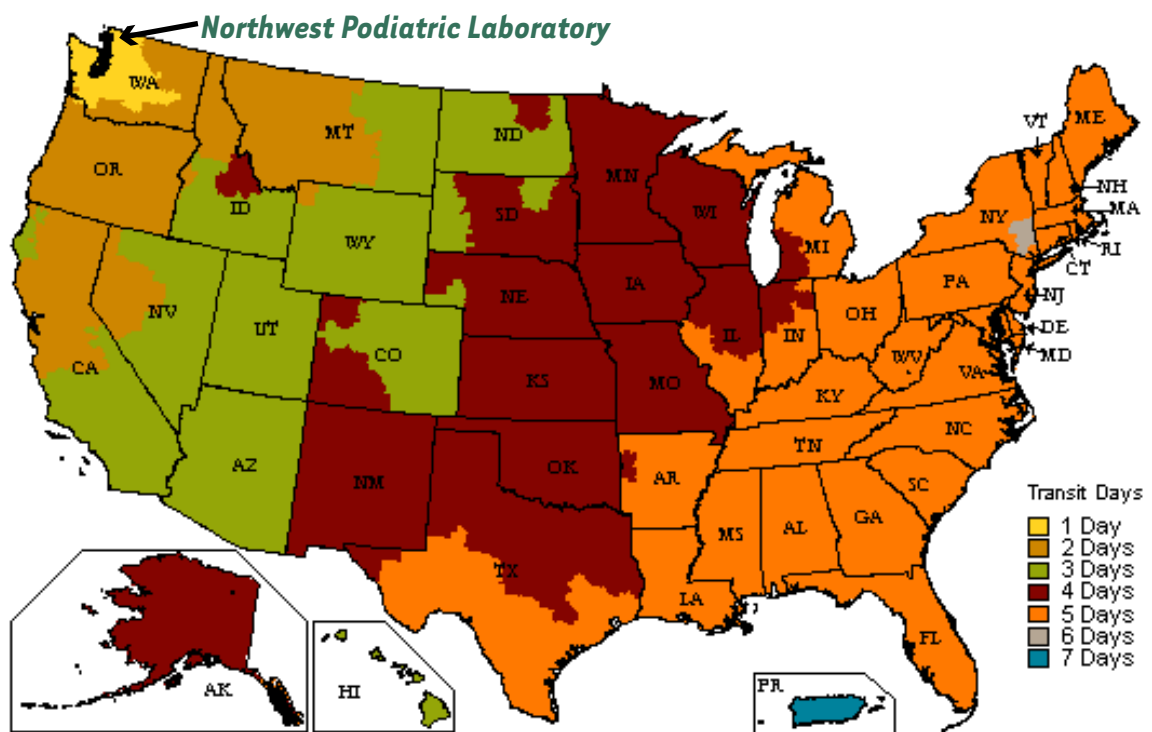 Northwest Podiatric Laboratory
WA
MT
ND
OR
ID
SD
WY
MN
WI
MI
VT
ME
NH
MA
NY
RI
CT
NV
UT
CO
NE
IA
CA
KS
IL
IN
OH
PA
NJ
DE
MD
WV
VA
MO
KY
AZ
NM
OK
AR
TN
NC
SC
MS
AL
GA
TX
LA
FL
AK
HI
PR
Transit Days
1 Day
2 Days
3 Days
4 Days
5 Days
6 Days
7 Days